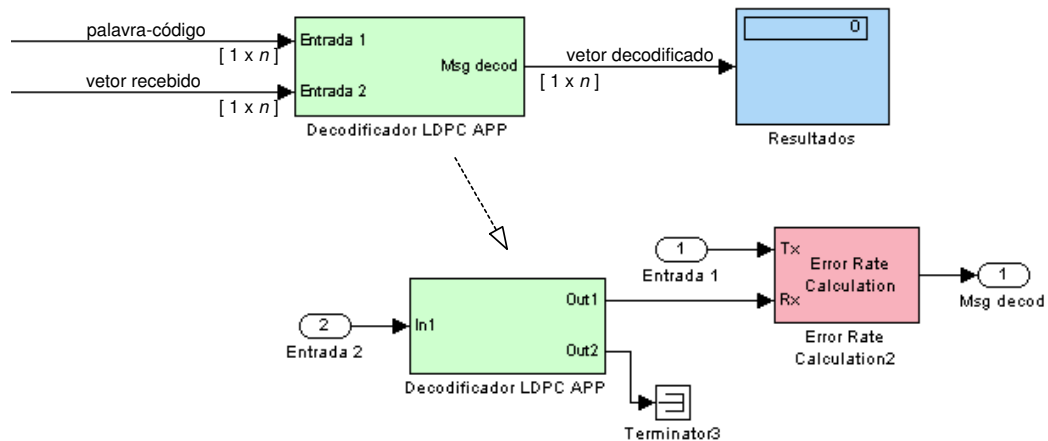 palavra-código
[ 1 x n ]
vetor recebido
[ 1 x n ]
Entrada 1
Entrada 2
Msg decod
Decodificador LDPC APP
vetor decodificado
[ 1 x n ]
0
Resultados
1
Entrada 1
Tx
Rx
Error Rate
Calculation
Error Rate
Calculation2
1
Msg decod
2
Entrada 2
In1
Out1
Out2
Decodificador LDPC APP
Terminator3